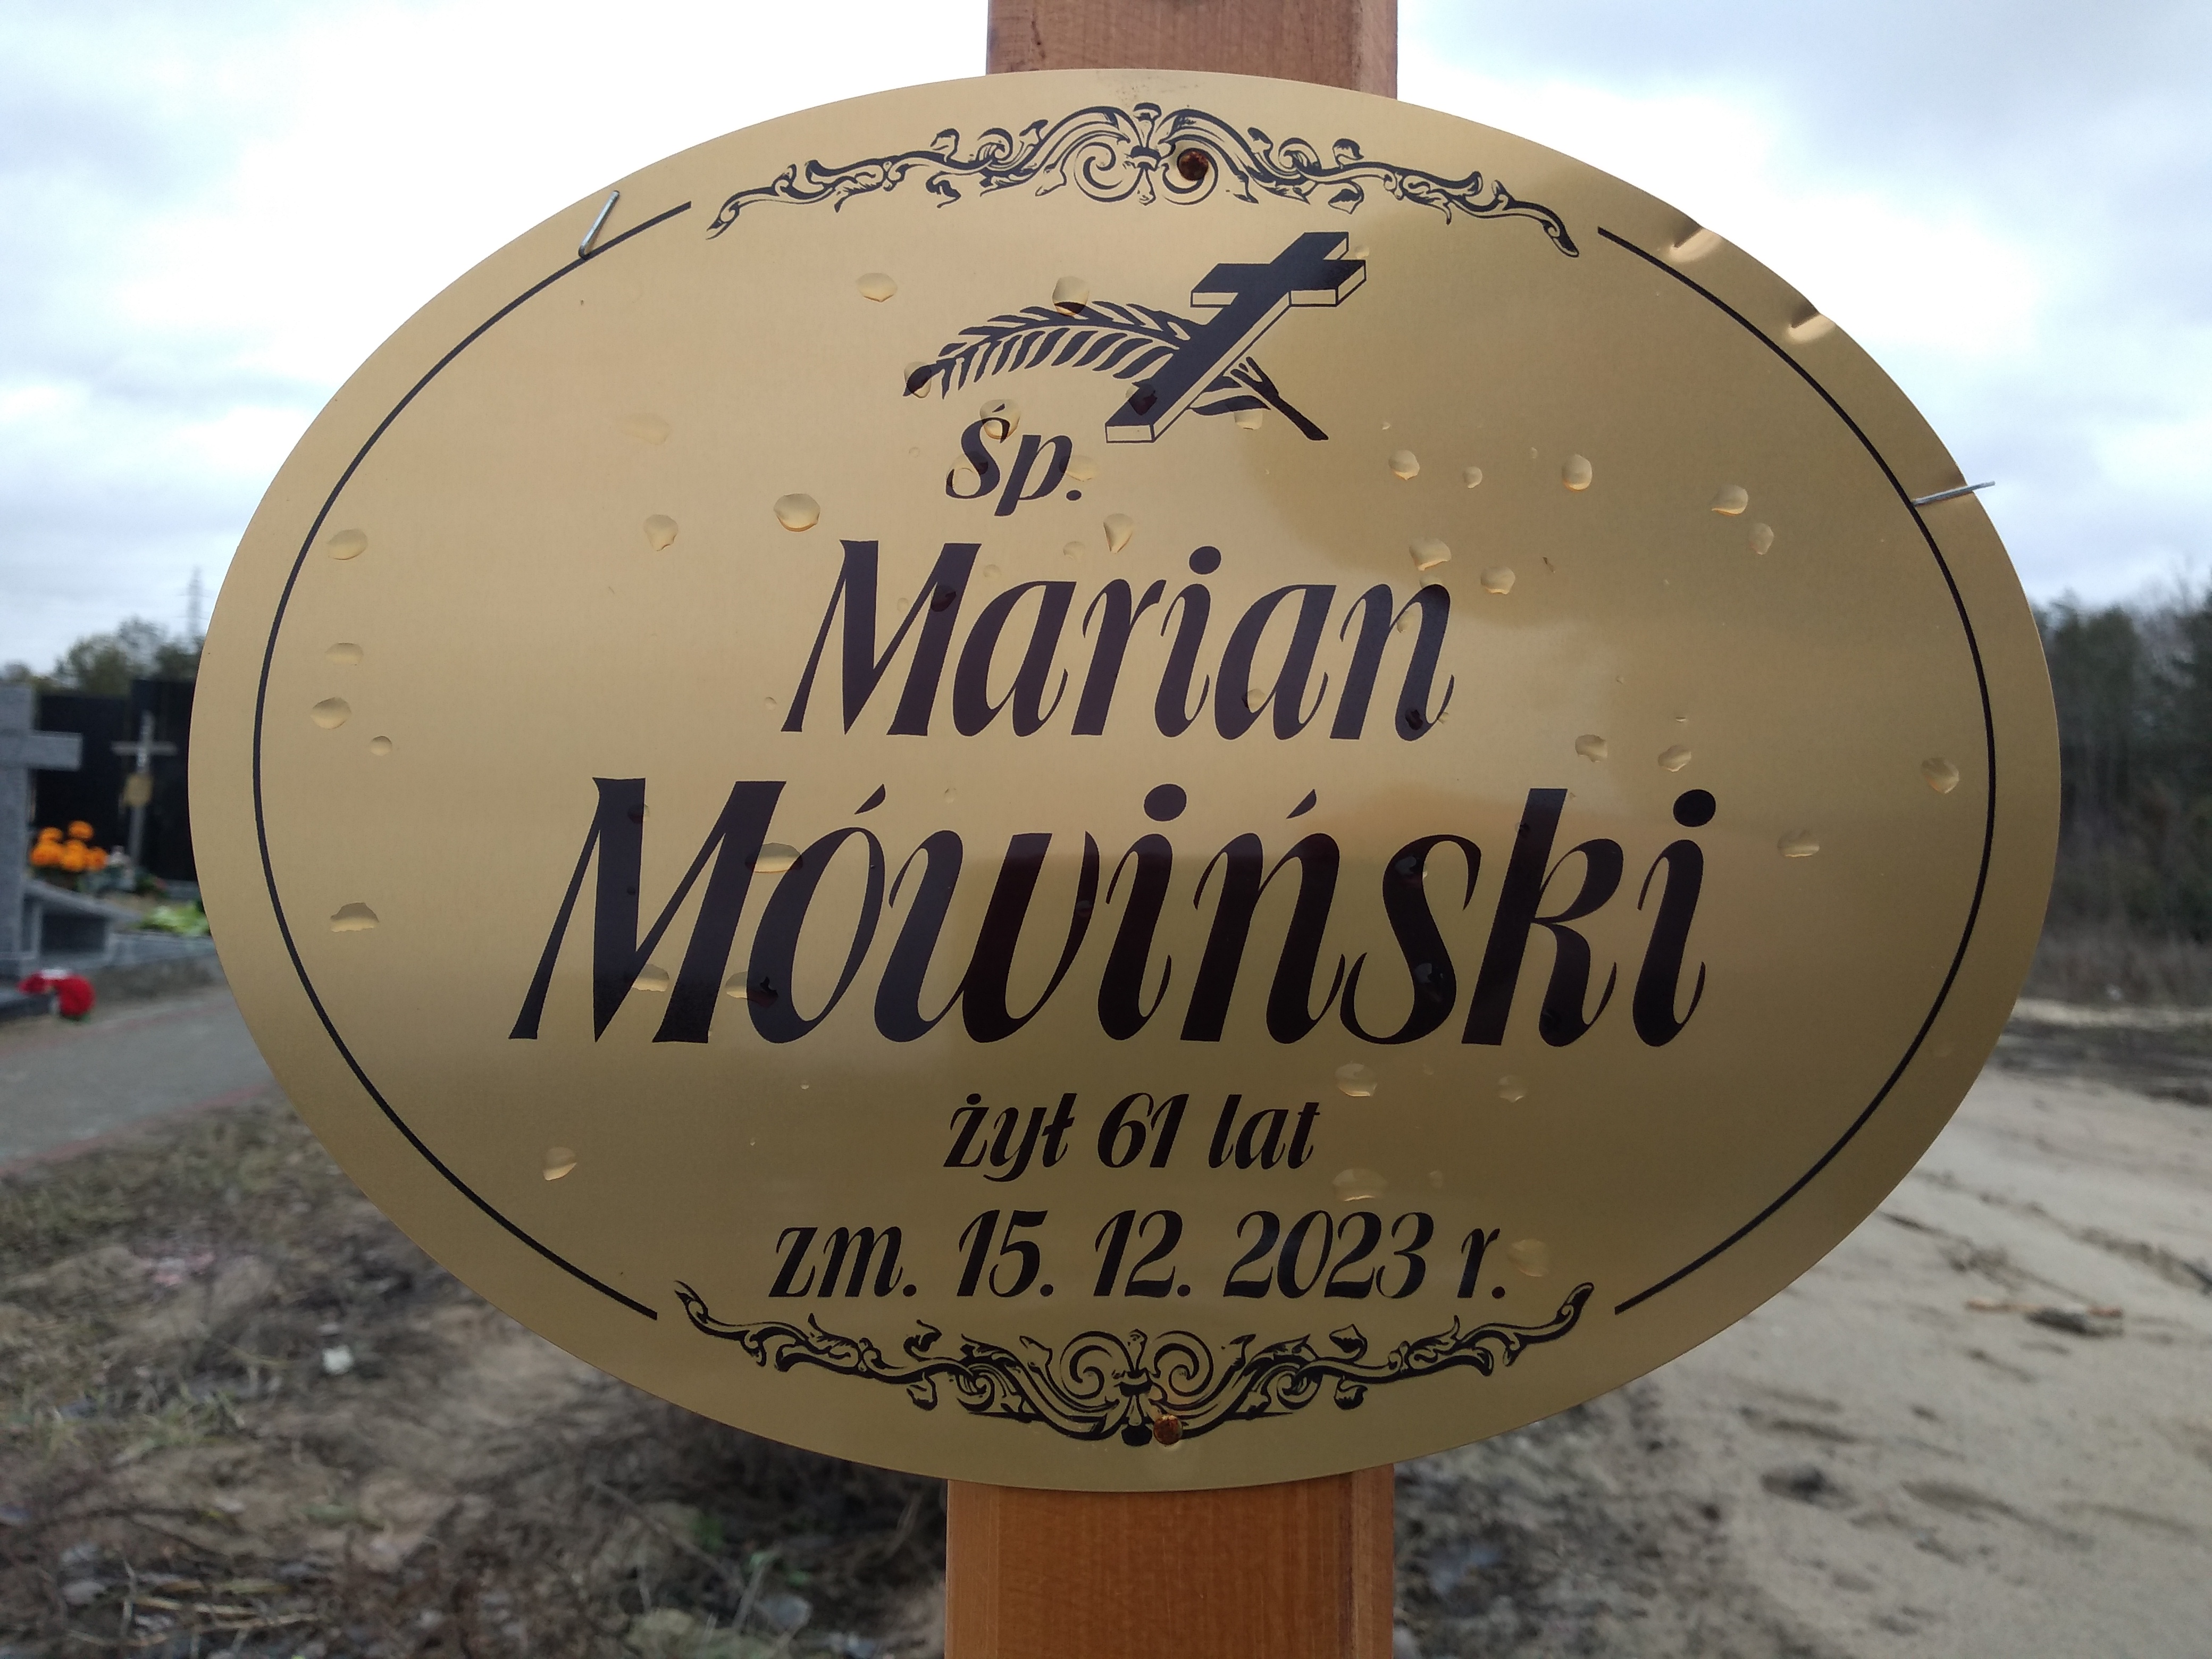 Śp.
Marian
Mówiński
żył 61 lat
zm. 15. 12. 2023 r.